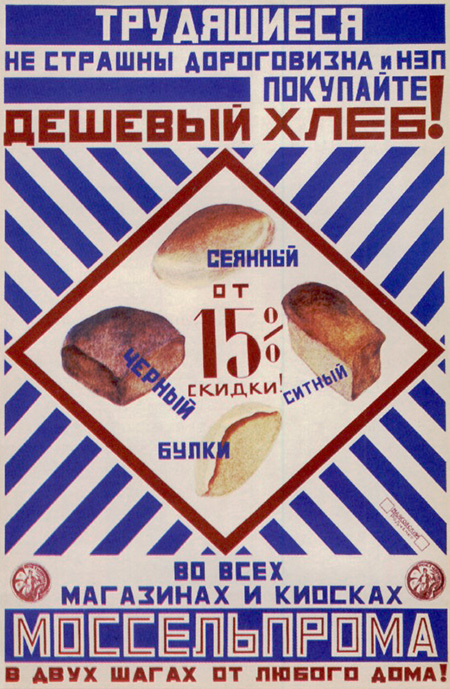 ТРУДЯЩИЕСЯ
НЕ СТРАШНЫ ДОРОГОВИЗНА и НЭП
ПОКУПАЙТЕ!
ДЕШЕВЫЙ ХЛЕБ!
СЕЯННЫЙ
ОТ
15%
СКИДКИ!
ЧЕРНЫЙ
СИТНЫЙ
БУЛКИ
ВО ВСЕХ
МАГАЗИНАХ И КИОСКАХ
МОССЕЛЬПРОМА
В ДВУХ ШАГАХ ОТ ЛЮБОГО ДОМА!